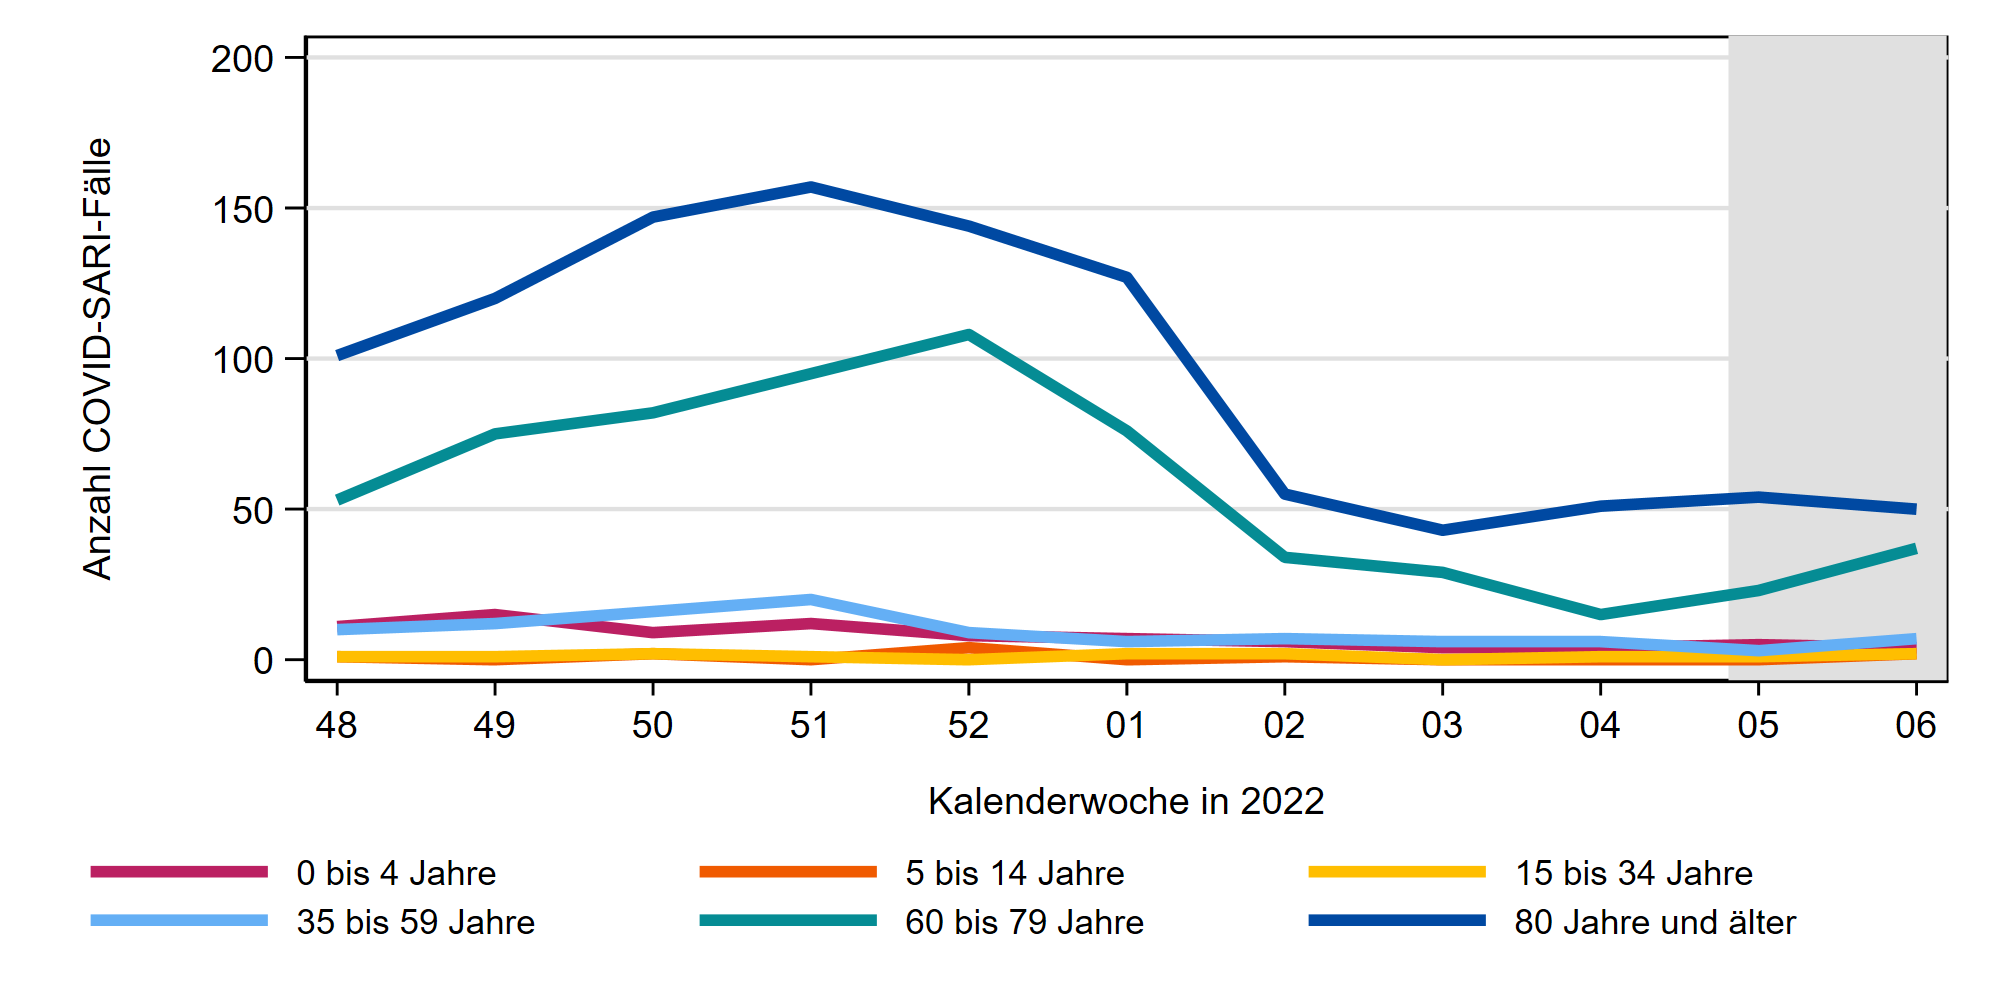 Anzahl COVID-SARI-Fälle
200
150
100
50
0
48 49 50 51 52 01 02 03 04 05 06
Kalenderwoche in 2022
0 bis 4 Jahre 5 bis 14 Jahre 15 bis 34 Jahre
35 bis 59 Jahre 60 bis 79 Jahre 80 Jahre und älter